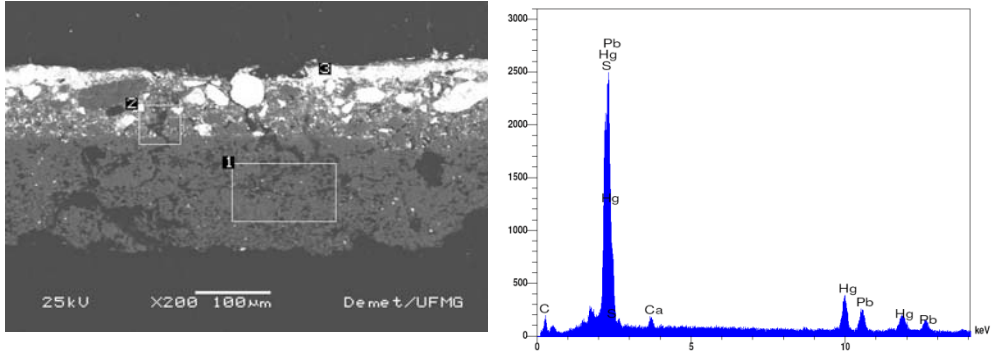 3
2
1
25kV X200 100μm Demet/UFMG
3000
2500
2000
1500
1000
500
0
Pb
Hg
S
Hg
S
C
Ca
Hg
Pb
Hg
Pb
0 5 10 keV